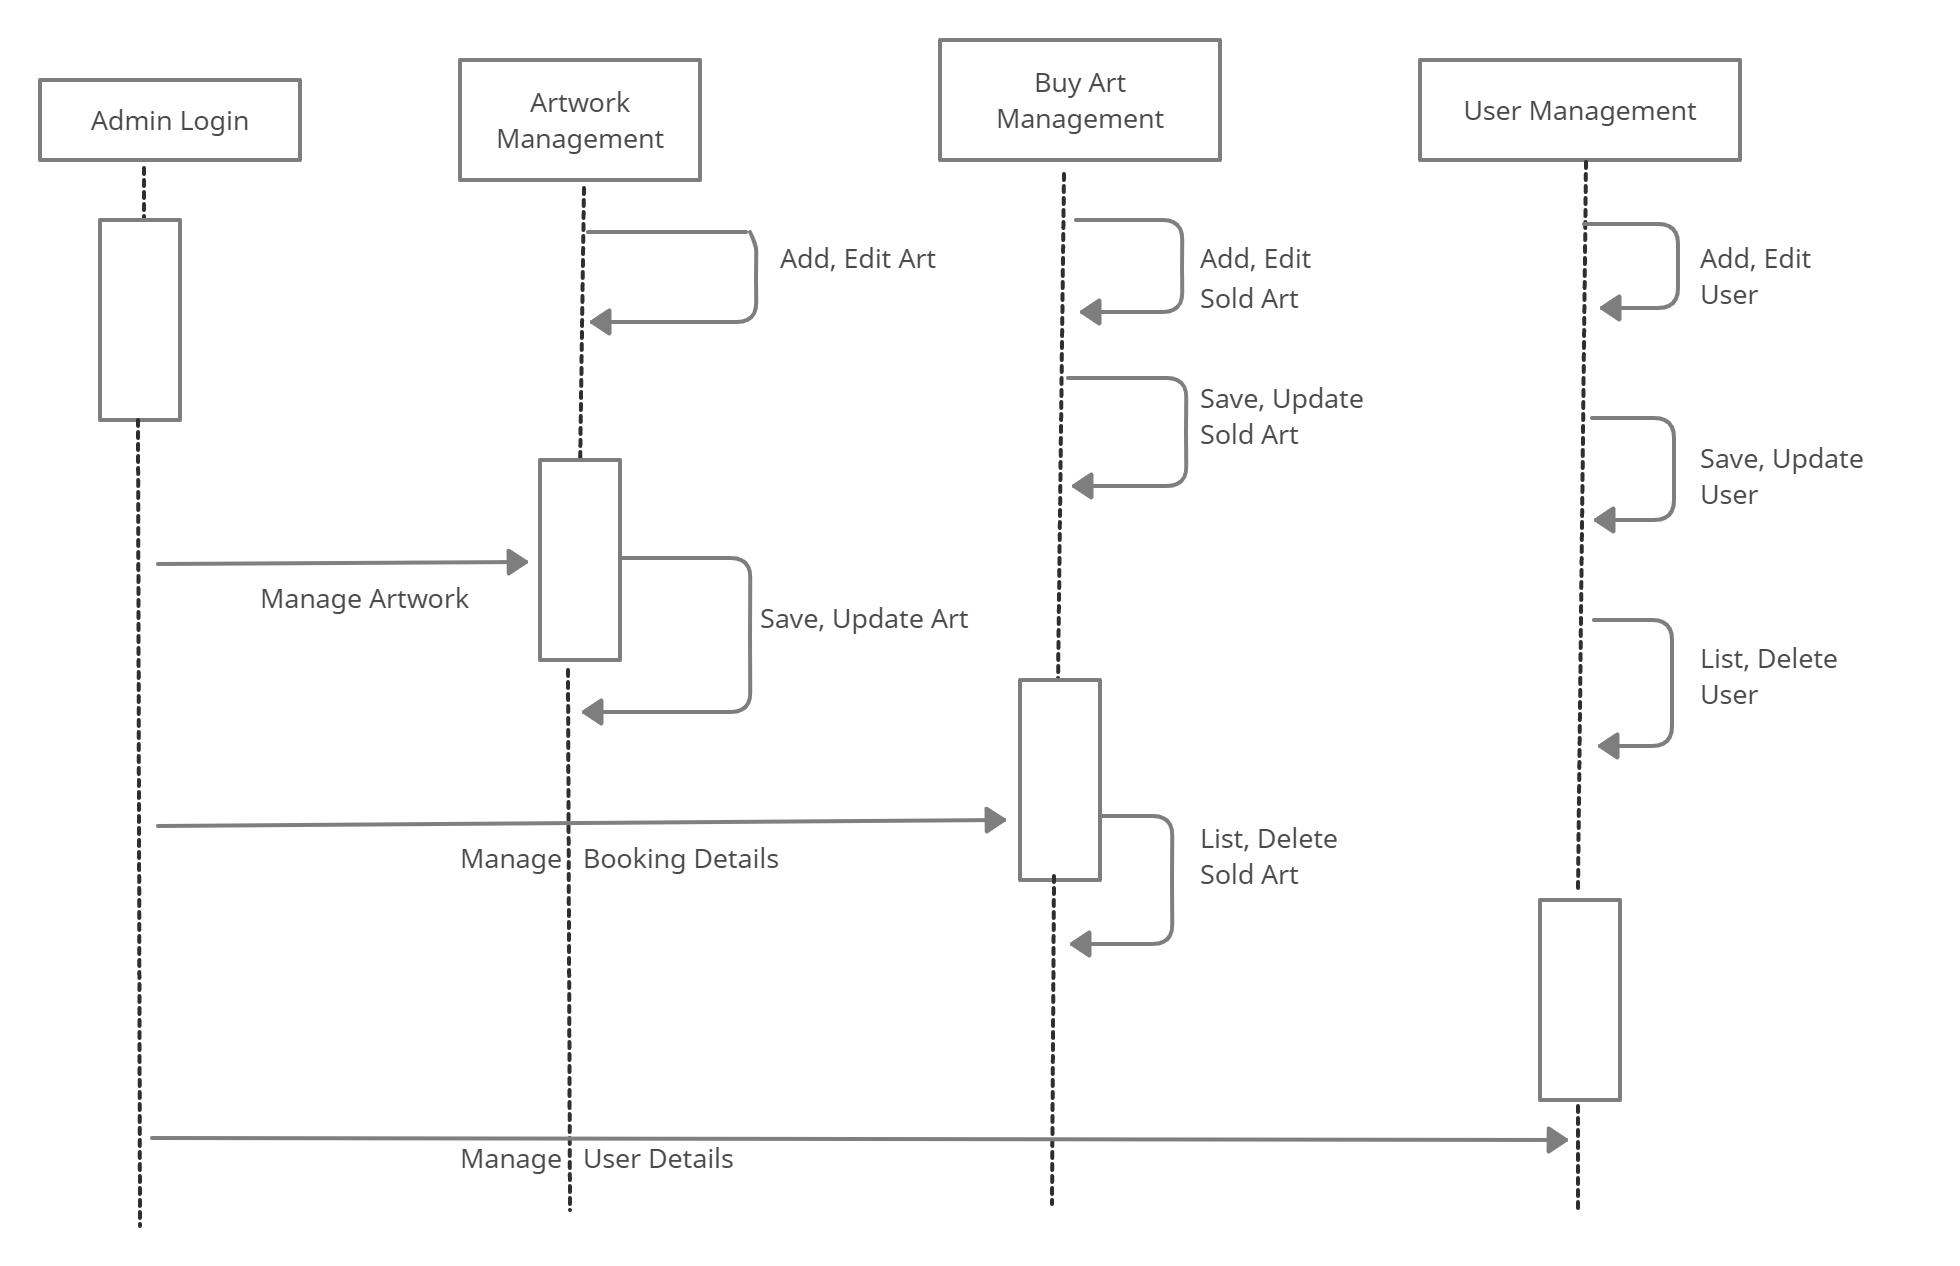 Admin Login
Artwork
Management
Buy Art
Management
User Management
Add, Edit Art
Add, Edit
Sold Art
Add, Edit
User
Save, Update
Sold Art
Save, Update
User
Manage Artwork
Save, Update Art
List, Delete
User
Manage Booking Details
List, Delete
Sold Art
Manage User Details